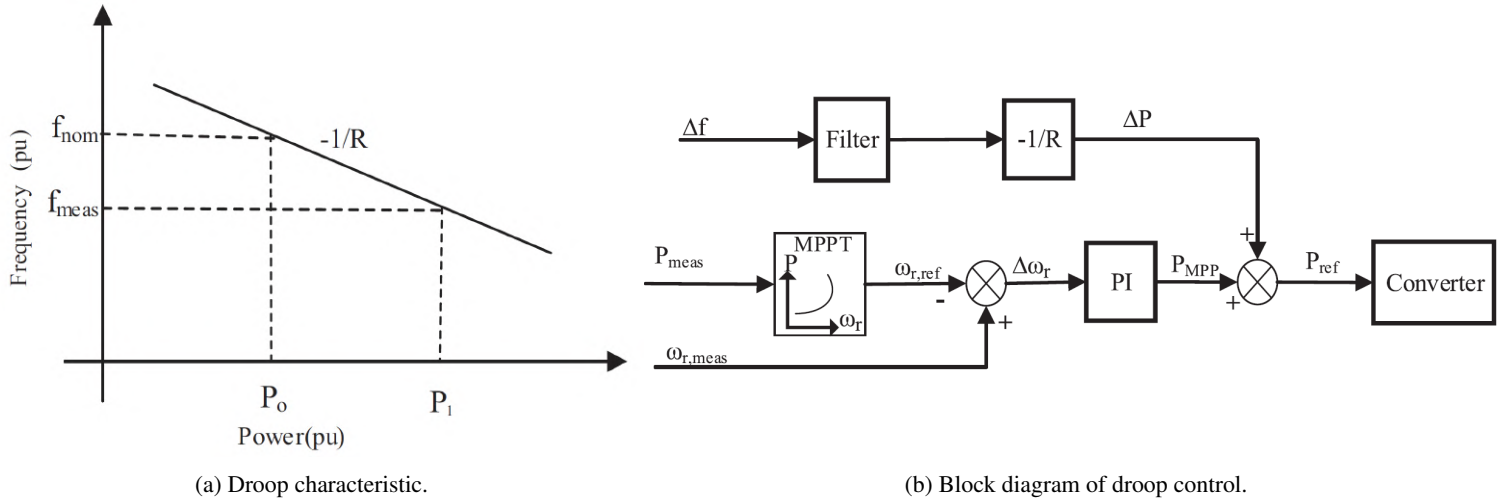 Frequency (pu)
f_nom
-1/R
f_meas
P_o
P_1
Power(pu)
(a) Droop characteristic.
Δf
Filter
-1/R
ΔP
+
P_meas
MPPT
P
ω_r
ω_r,ref
-
Δω_r
+
PI
P_MPP
+
P_ref
Converter
ω_r,meas
(b) Block diagram of droop control.